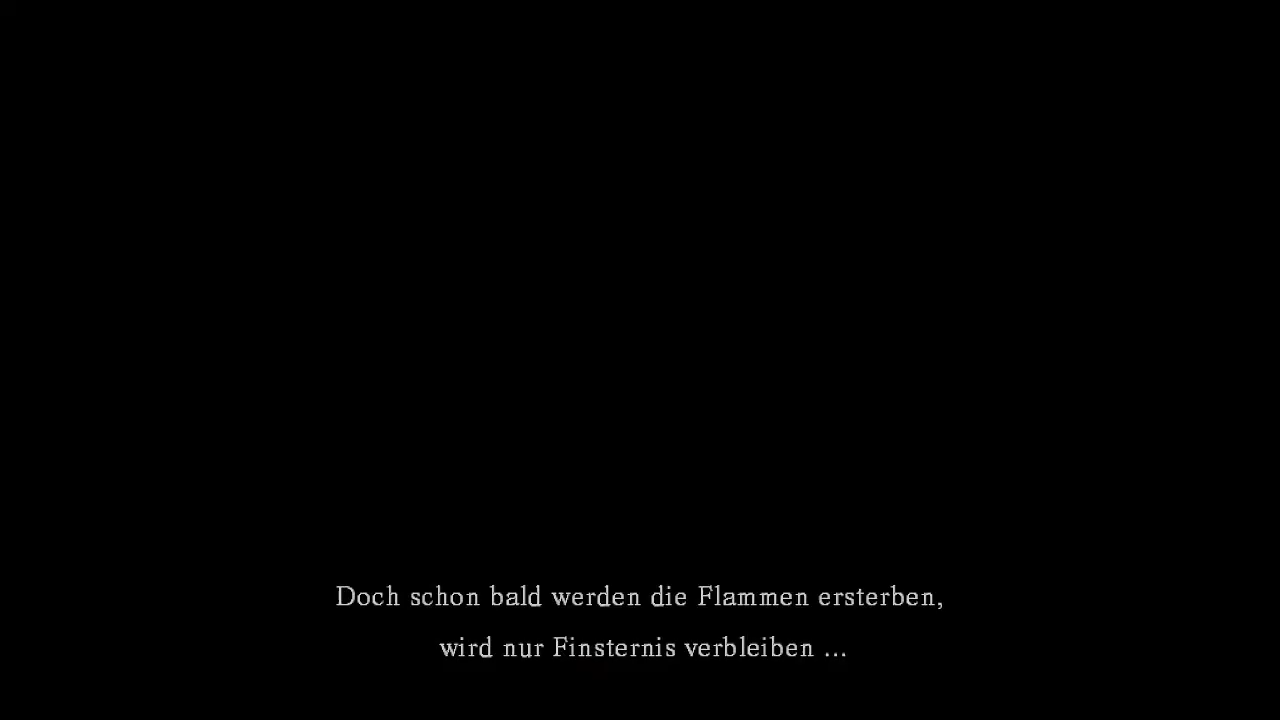 Doch schon bald werden die Flammen ersterben,
wird nur Finsternis verbleiben ...